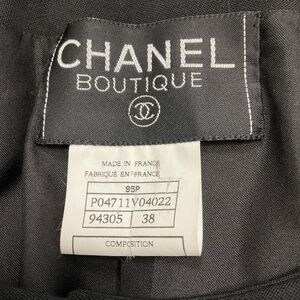 CHANEL
BOUTIQUE
MADE IN FRANCE
FABRIQUE EN FRANCE
95P
P04711V04022
94305 38
COMPOSITION